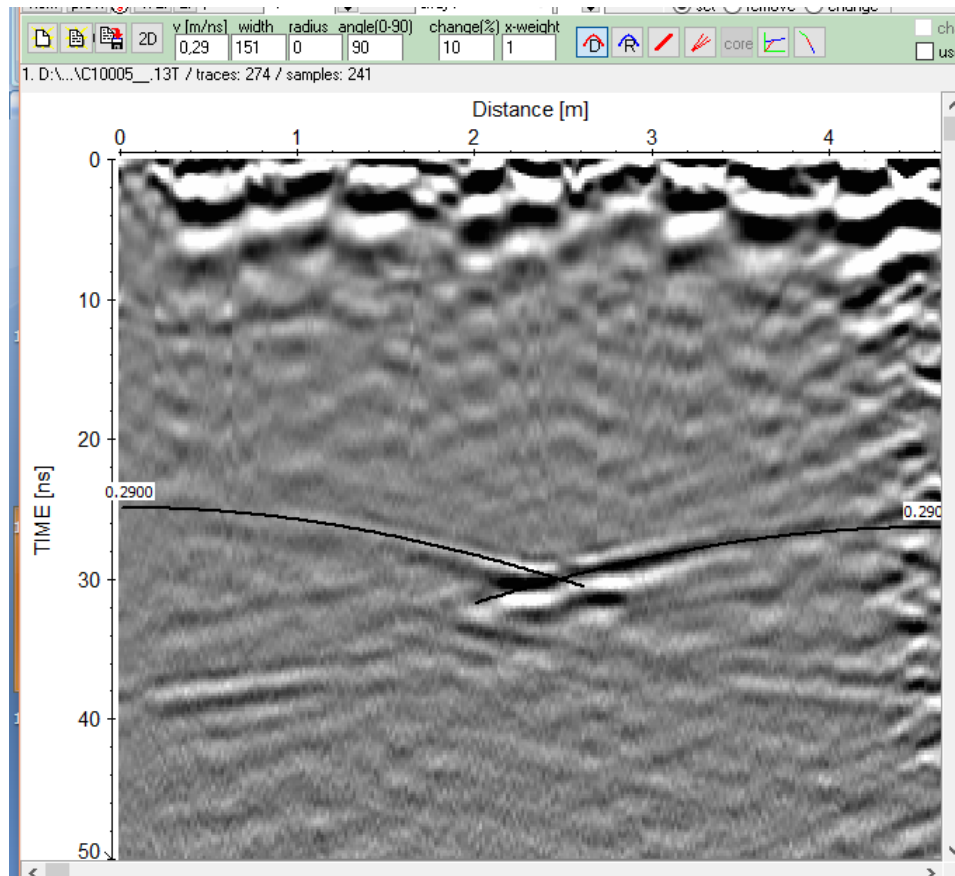 set remove change
v [m/ns] width radius angle(0-90) change(%) x-weight
2D 0,29 151 0 90 10 1 D R core
1. D:\...\C10005__.13T / traces: 274 / samples: 241
Distance [m]
0 1 2 3 4
0
10
20
0.2900
0.290
TIME [ns]
30
40
50